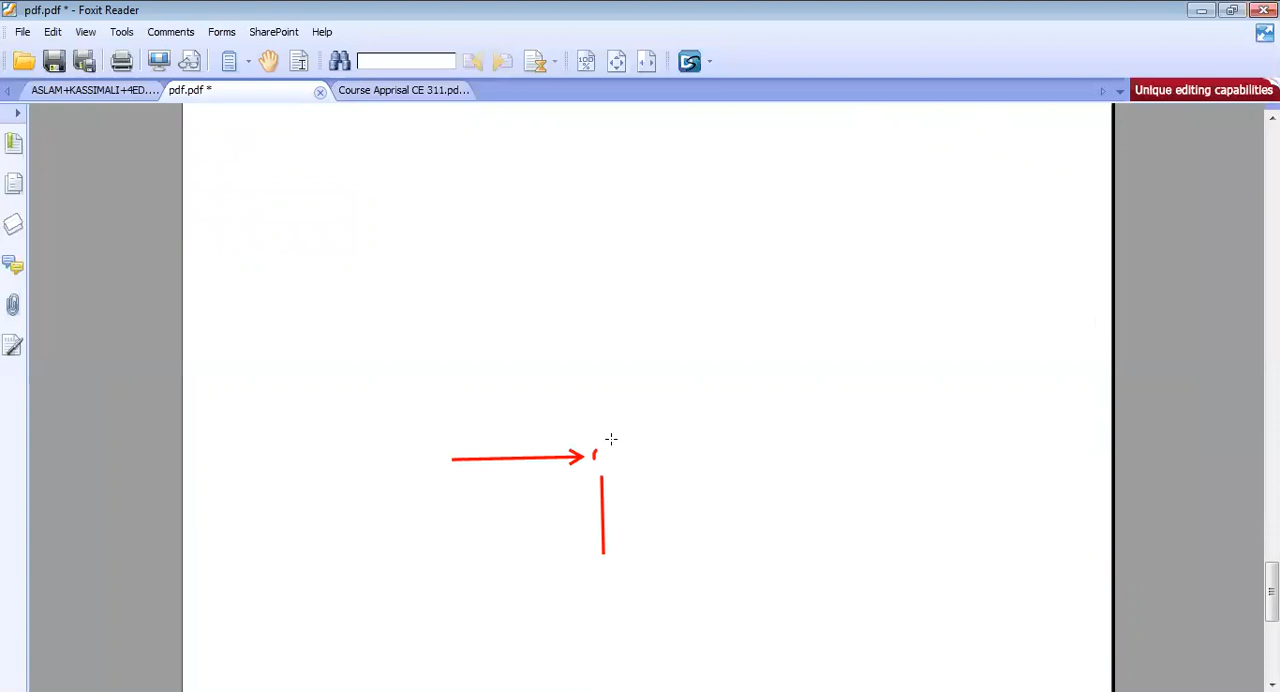 pdf.pdf * - Foxit Reader
File Edit View Tools Comments Forms SharePoint Help
ASLAM+KASSIMALI+4ED.... pdf.pdf * Course Apprisal CE 311.pd... Unique editing capabilities